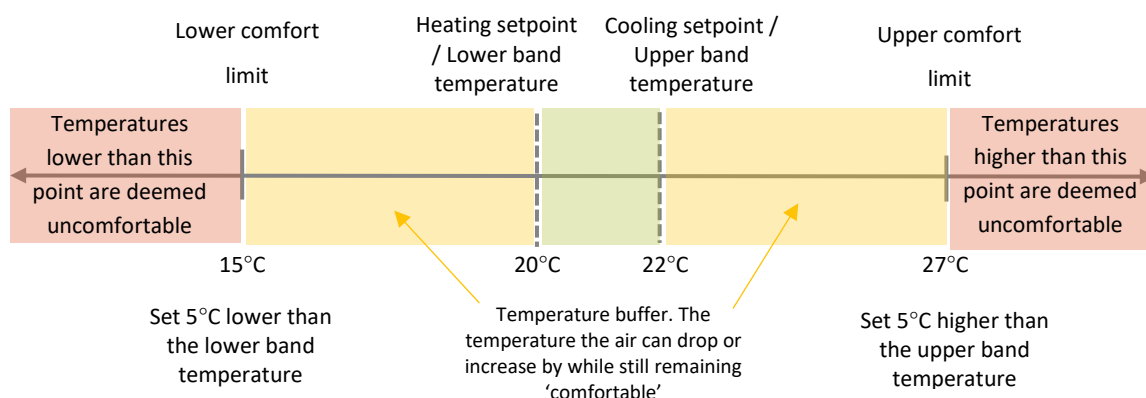 Lower comfort
limit
Heating setpoint
/ Lower band
temperature
Cooling setpoint /
Upper band
temperature
Upper comfort
limit
Temperatures
lower than this
point are deemed
uncomfortable
Temperatures
higher than this
point are deemed
uncomfortable
15°C
20°C
22°C
27°C
Set 5°C lower than
the lower band
temperature
Temperature buffer. The
temperature the air can drop or
increase by while still remaining
‘comfortable’
Set 5°C higher than
the upper band
temperature